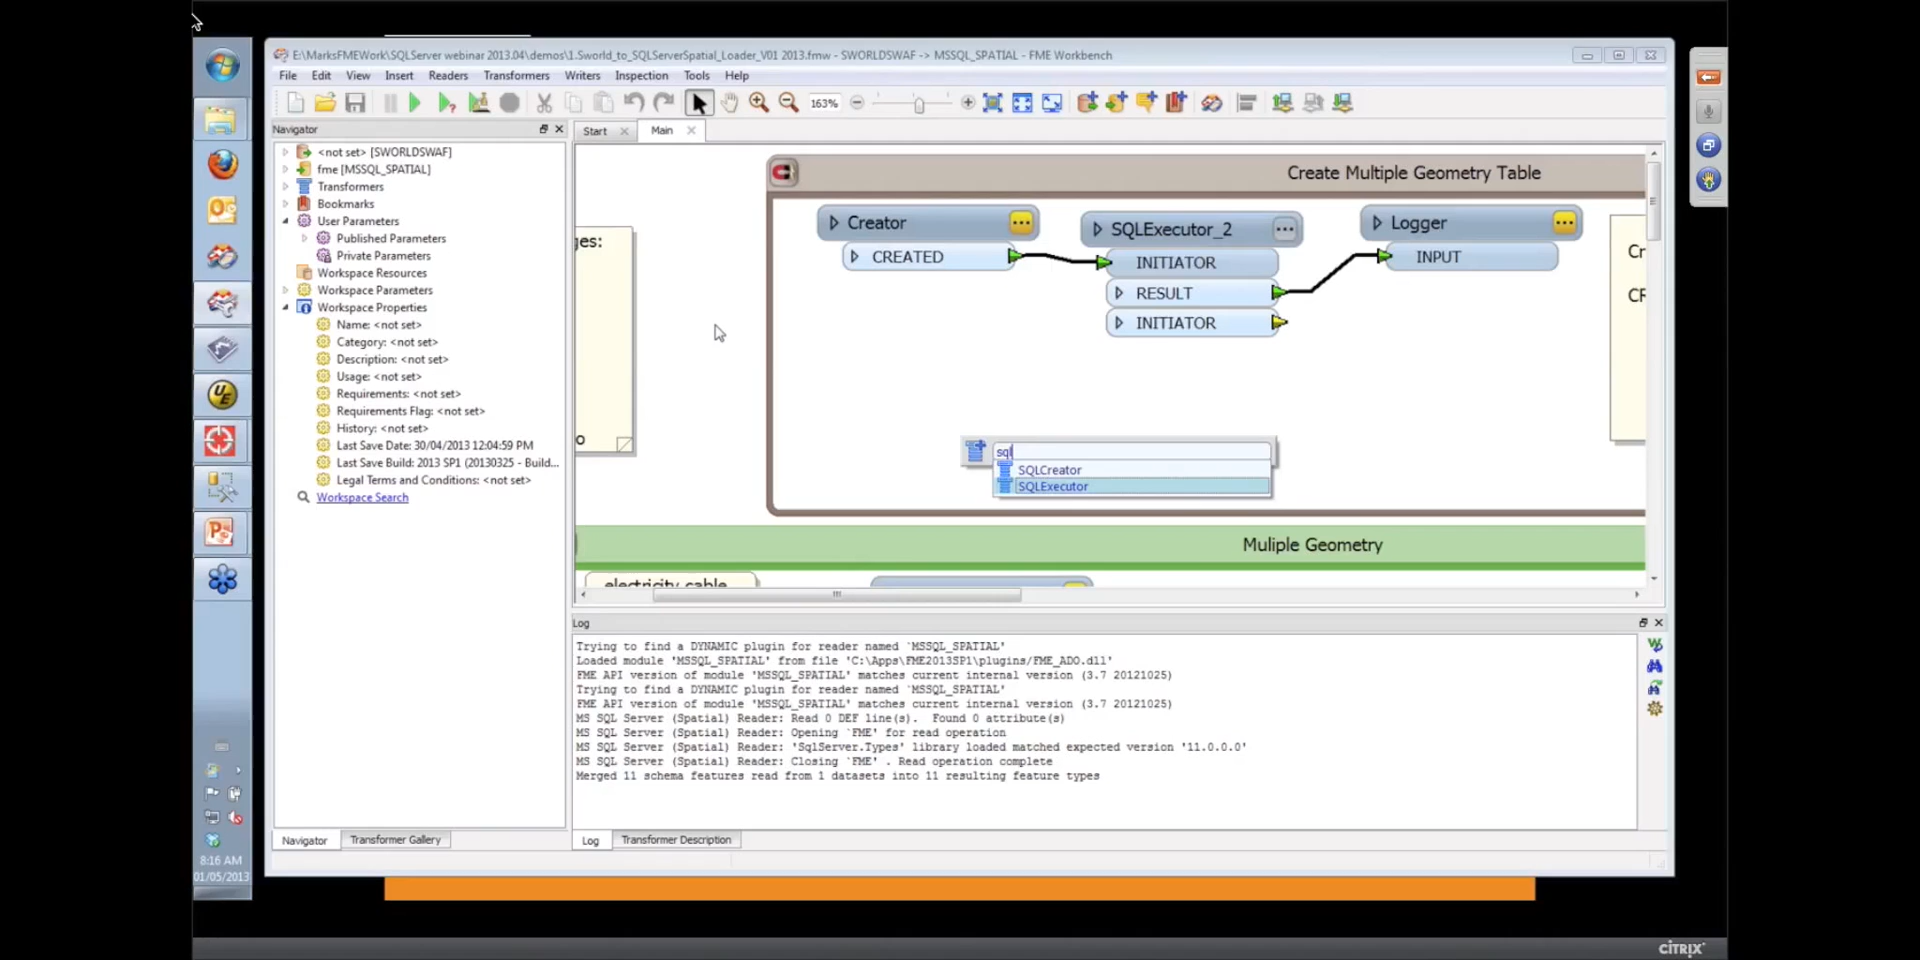 E:\MarksFMEWork\SQLServer webinar 2013.04\demos\1.Sworld_to_SQLServerSpatial_Loader_V01 2013.fmw - SWORLDSWAF -> MSSQL_SPATIAL - FME Workbench
File Edit View Insert Readers Transformers Writers Inspection Tools Help
163%
Navigator
Start
Main
<not set> [SWORLDSWAF]
fme [MSSQL_SPATIAL]
Transformers
Bookmarks
User Parameters
Published Parameters
Private Parameters
Workspace Resources
Workspace Parameters
Workspace Properties
Name: <not set>
Category: <not set>
Description: <not set>
Usage: <not set>
Requirements: <not set>
Requirements Flag: <not set>
History: <not set>
Last Save Date: 30/04/2013 12:04:59 PM
Last Save Build: 2013 SP1 (20130325 - Build...
Legal Terms and Conditions: <not set>
Workspace Search
Create Multiple Geometry Table
ges:
o
Creator
CREATED
SQLExecutor_2
INITIATOR
RESULT
INITIATOR
Logger
INPUT
Cr
CR
sql
SQLCreator
SQLExecutor
Muliple Geometry
electricity cable
Log
Trying to find a DYNAMIC plugin for reader named `MSSQL_SPATIAL'
Loaded module 'MSSQL_SPATIAL' from file 'C:\Apps\FME2013SP1\plugins/FME_ADO.dll'
FME API version of module 'MSSQL_SPATIAL' matches current internal version (3.7 20121025)
Trying to find a DYNAMIC plugin for reader named `MSSQL_SPATIAL'
FME API version of module 'MSSQL_SPATIAL' matches current internal version (3.7 20121025)
MS SQL Server (Spatial) Reader: Read 0 DEF line(s).  Found 0 attribute(s)
MS SQL Server (Spatial) Reader: Opening `FME' for read operation
MS SQL Server (Spatial) Reader: 'SqlServer.Types' library loaded matched expected version '11.0.0.0'
MS SQL Server (Spatial) Reader: Closing `FME' . Read operation complete
Merged 11 schema features read from 1 datasets into 11 resulting feature types
Navigator
Transformer Gallery
Log
Transformer Description
8:16 AM
01/05/2013
CITRIX